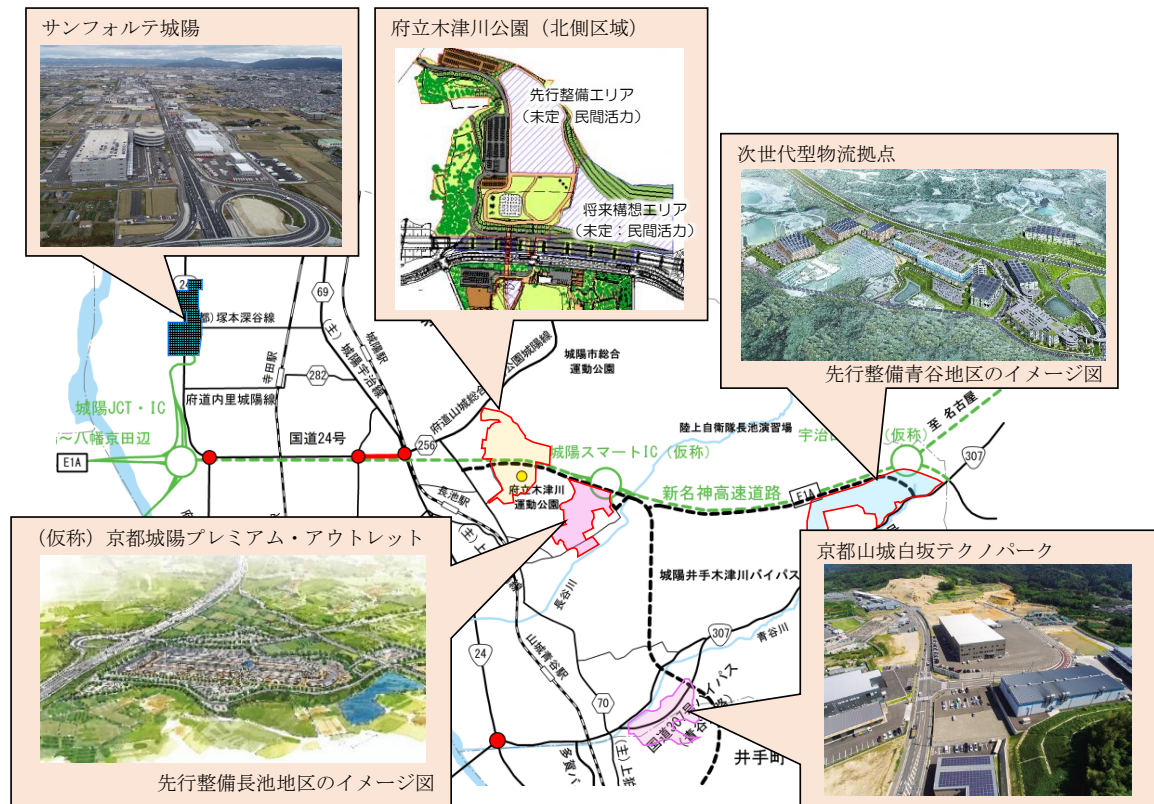 サンフォルテ城陽
府立木津川公園（北側区域）
先行整備エリア
（未定：民間活力）
将来構想エリア
（未定：民間活力）
次世代型物流拠点
先行整備青谷地区のイメージ図
24
塚本深谷線
69
（主）城陽宇治線
城陽駅
寺田駅
282
府道内里城陽線
城陽JCT・IC
～八幡京田辺
E1A
国道24号
256
府道山城総合
公園城陽線
城陽市総合
運動公園
陸上自衛隊長池演習場
城陽スマートIC（仮称）
（仮称）
至 名古屋
307
新名神高速道路
E1A
府立木津川
運動公園
長池駅
（主）上
長谷川
城陽井手木津川バイパス
（仮称）京都城陽プレミアム・アウトレット
先行整備長池地区のイメージ図
京都山城白坂テクノパーク
24
山城青谷駅
307
青谷川
70
国道307号バイパス
井手町